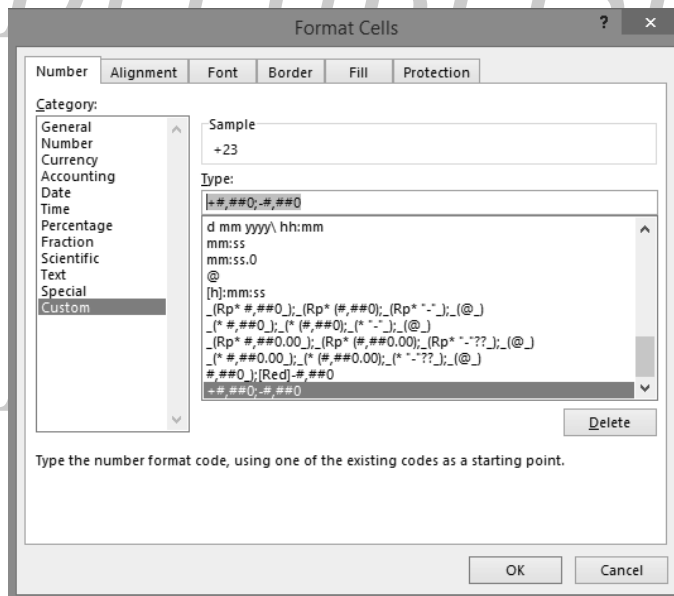 Format Cells ? ×
Number Alignment Font Border Fill Protection
Category:
General
Number
Currency
Accounting
Date
Time
Percentage
Fraction
Scientific
Text
Special
Custom
Sample
+23
Type:
+#,##0;-#,##0
d mm yyyy\ hh:mm
mm:ss
mm:ss.0
@
[h]:mm:ss
_(Rp* #,##0_);_(Rp* (#,##0);_(Rp* "-"_);_(@_)
_(* #,##0_);_(* (#,##0);_(* "-"_);_(@_)
_(Rp* #,##0.00_);_(Rp* (#,##0.00);_(Rp* "-"??_);_(@_)
_(* #,##0.00_);_(* (#,##0.00);_(* "-"??_);_(@_)
#,##0_);[Red]-#,##0
+#,##0;-#,##0
Delete
Type the number format code, using one of the existing codes as a starting point.
OK Cancel